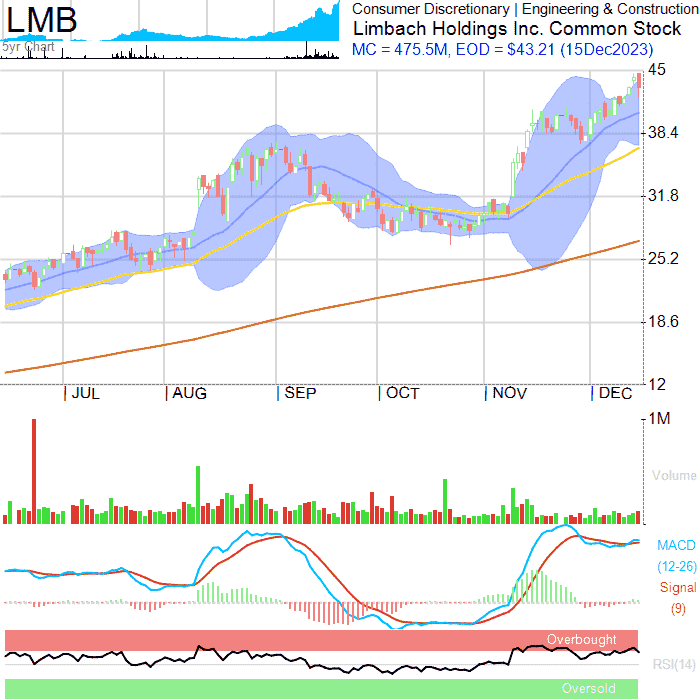 LMB
5yr Chart
Consumer Discretionary | Engineering & Construction
Limbach Holdings Inc. Common Stock
MC = 475.5M, EOD = $43.21 (15Dec2023)
45
38.4
31.8
25.2
18.6
12
JUL AUG SEP OCT NOV DEC
1M
Volume
MACD
(12-26)
Signal
(9)
Overbought
RSI(14)
Oversold